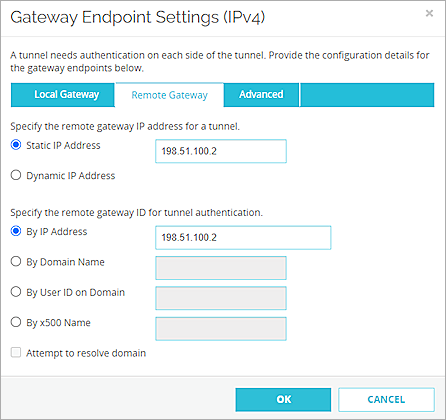 Gateway Endpoint Settings (IPv4)
×
A tunnel needs authentication on each side of the tunnel. Provide the configuration details for
the gateway endpoints below.
Local Gateway
Remote Gateway
Advanced
Specify the remote gateway IP address for a tunnel.
Static IP Address
198.51.100.2
Dynamic IP Address
Specify the remote gateway ID for tunnel authentication.
By IP Address
198.51.100.2
By Domain Name
By User ID on Domain
By x500 Name
Attempt to resolve domain
OK
CANCEL